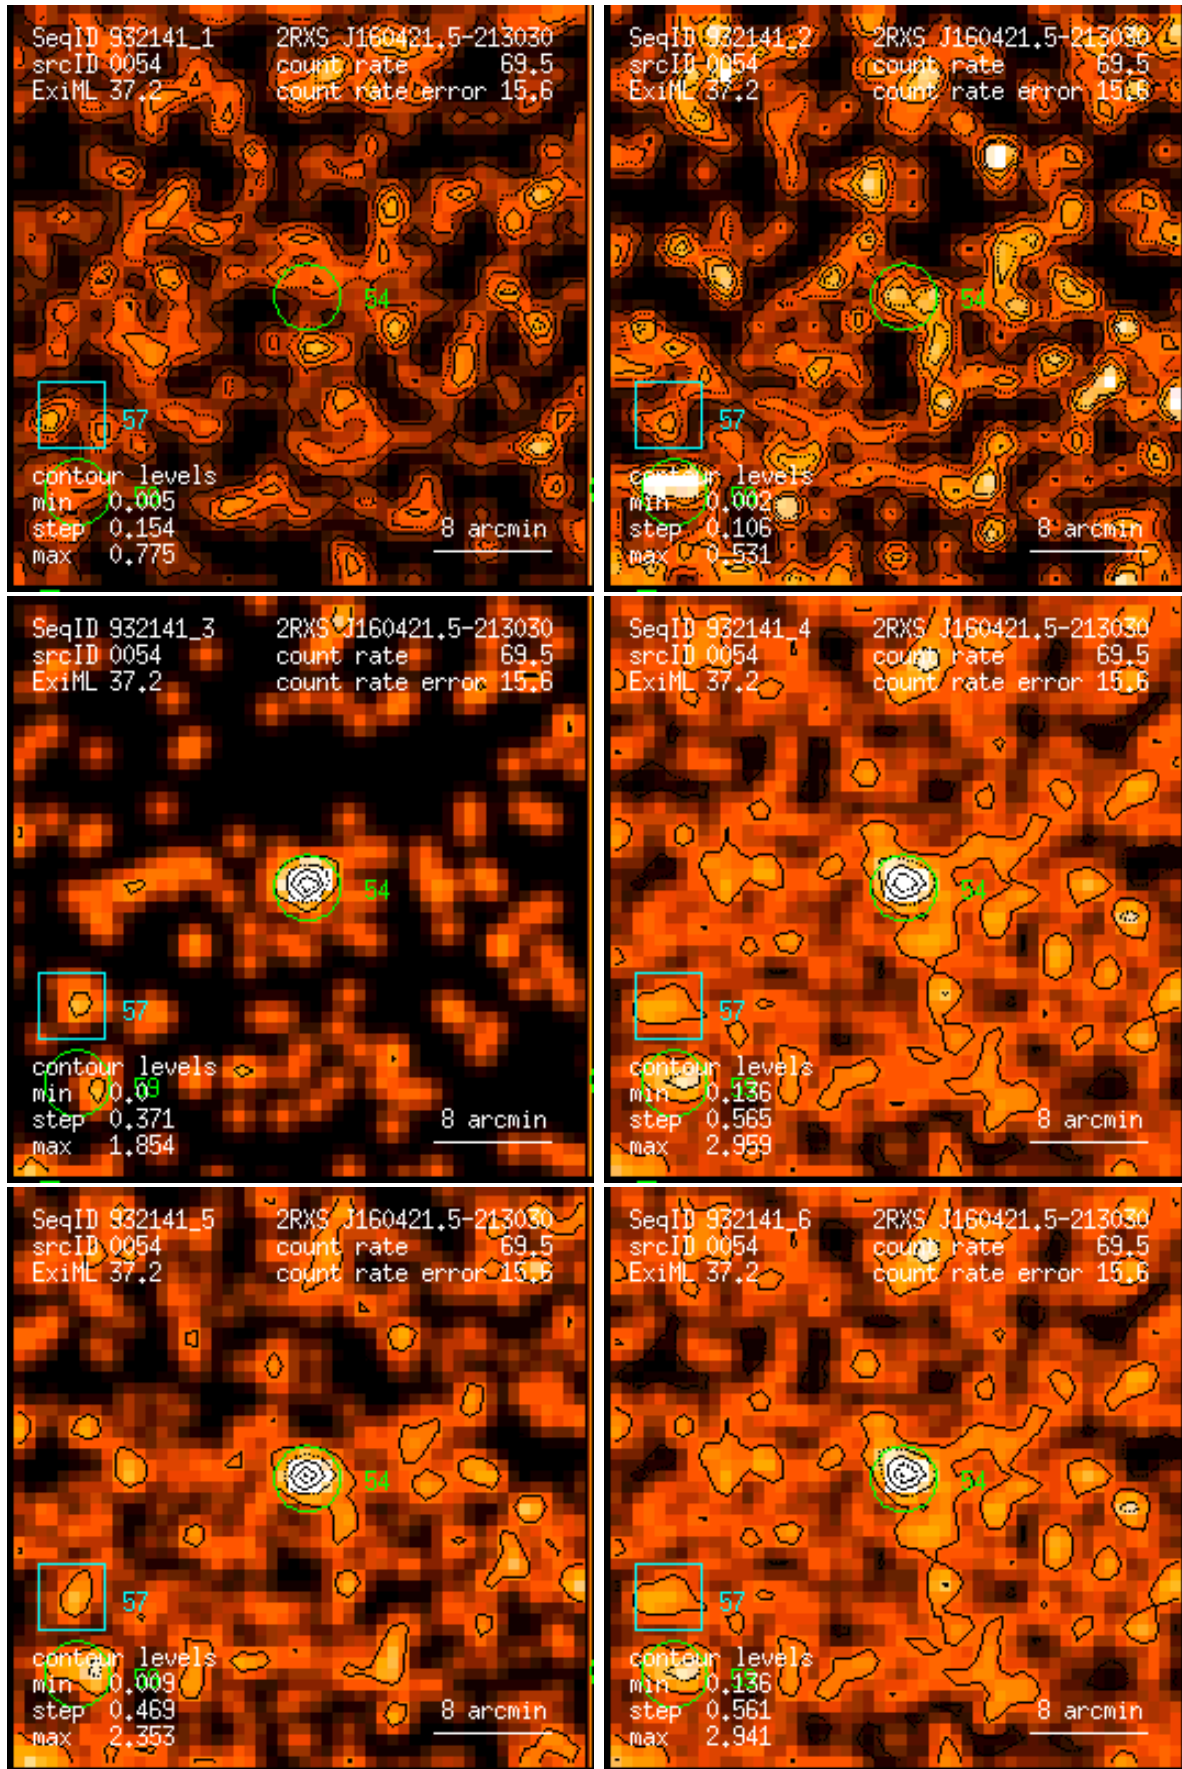 SeqID 932141_1 2RXS J160421.5-213030
srcID 0054 count rate 69.5
ExiML 37.2 count rate error 15.6
54
57
contour levels
min 0.005
step 0.154 8 arcmin
max 0.775
SeqID 932141_2 2RXS J160421.5-213030
srcID 0054 count rate 69.5
ExiML 37.2 count rate error 15.6
54
57
contour levels
min 0.002
step 0.106 8 arcmin
max 0.531
SeqID 932141_3 2RXS J160421.5-213030
srcID 0054 count rate 69.5
ExiML 37.2 count rate error 15.6
54
57
contour levels
min 0.0 59
step 0.371 8 arcmin
max 1.854
SeqID 932141_4 2RXS J160421.5-213030
srcID 0054 count rate 69.5
ExiML 37.2 count rate error 15.6
54
57
contour levels
min 0.136
step 0.565 8 arcmin
max 2.959
SeqID 932141_5 2RXS J160421.5-213030
srcID 0054 count rate 69.5
ExiML 37.2 count rate error 15.6
54
57
contour levels
min 0.009
step 0.469 8 arcmin
max 2.353
SeqID 932141_6 2RXS J160421.5-213030
srcID 0054 count rate 69.5
ExiML 37.2 count rate error 15.6
54
57
contour levels
min 0.136
step 0.561 8 arcmin
max 2.941